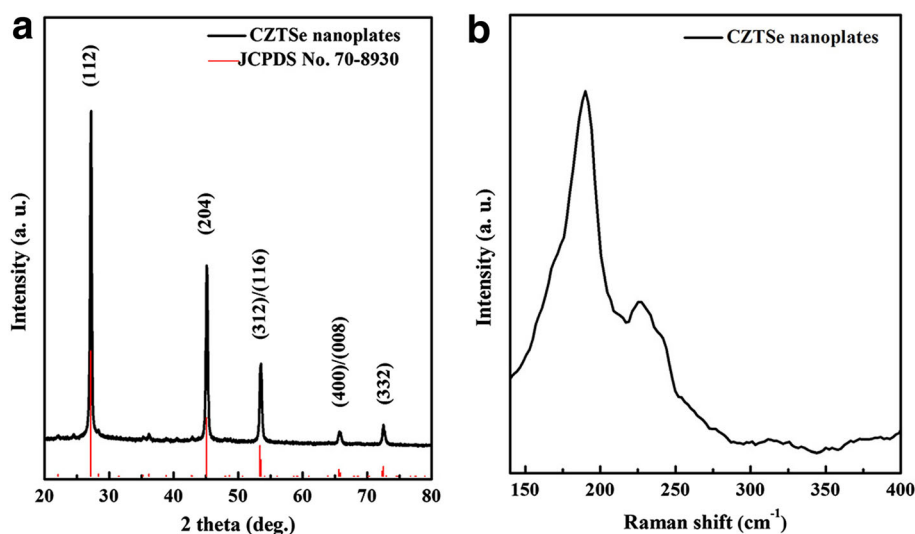 a
CZTSe nanoplates
JCPDS No. 70-8930
(112)
(204)
(312)/(116)
(400)/(008)
(332)
Intensity (a. u.)
20 30 40 50 60 70 80
2 theta (deg.)
b
CZTSe nanoplates
Intensity (a. u.)
150 200 250 300 350 400
Raman shift (cm⁻¹)